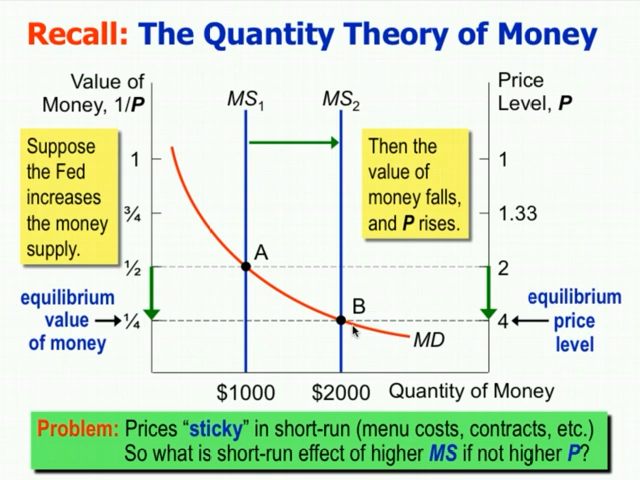 Recall: The Quantity Theory of Money
Value of
Money, 1/P
MS₁
MS₂
Price
Level, P
Suppose
the Fed
increases
the money
supply.
Then the
value of
money falls,
and P rises.
1
¾
½
¼
1
1.33
2
4
A
B
MD
equilibrium
value
of money
equilibrium
price
level
$1000
$2000
Quantity of Money
Problem: Prices “sticky” in short-run (menu costs, contracts, etc.)
So what is short-run effect of higher MS if not higher P?